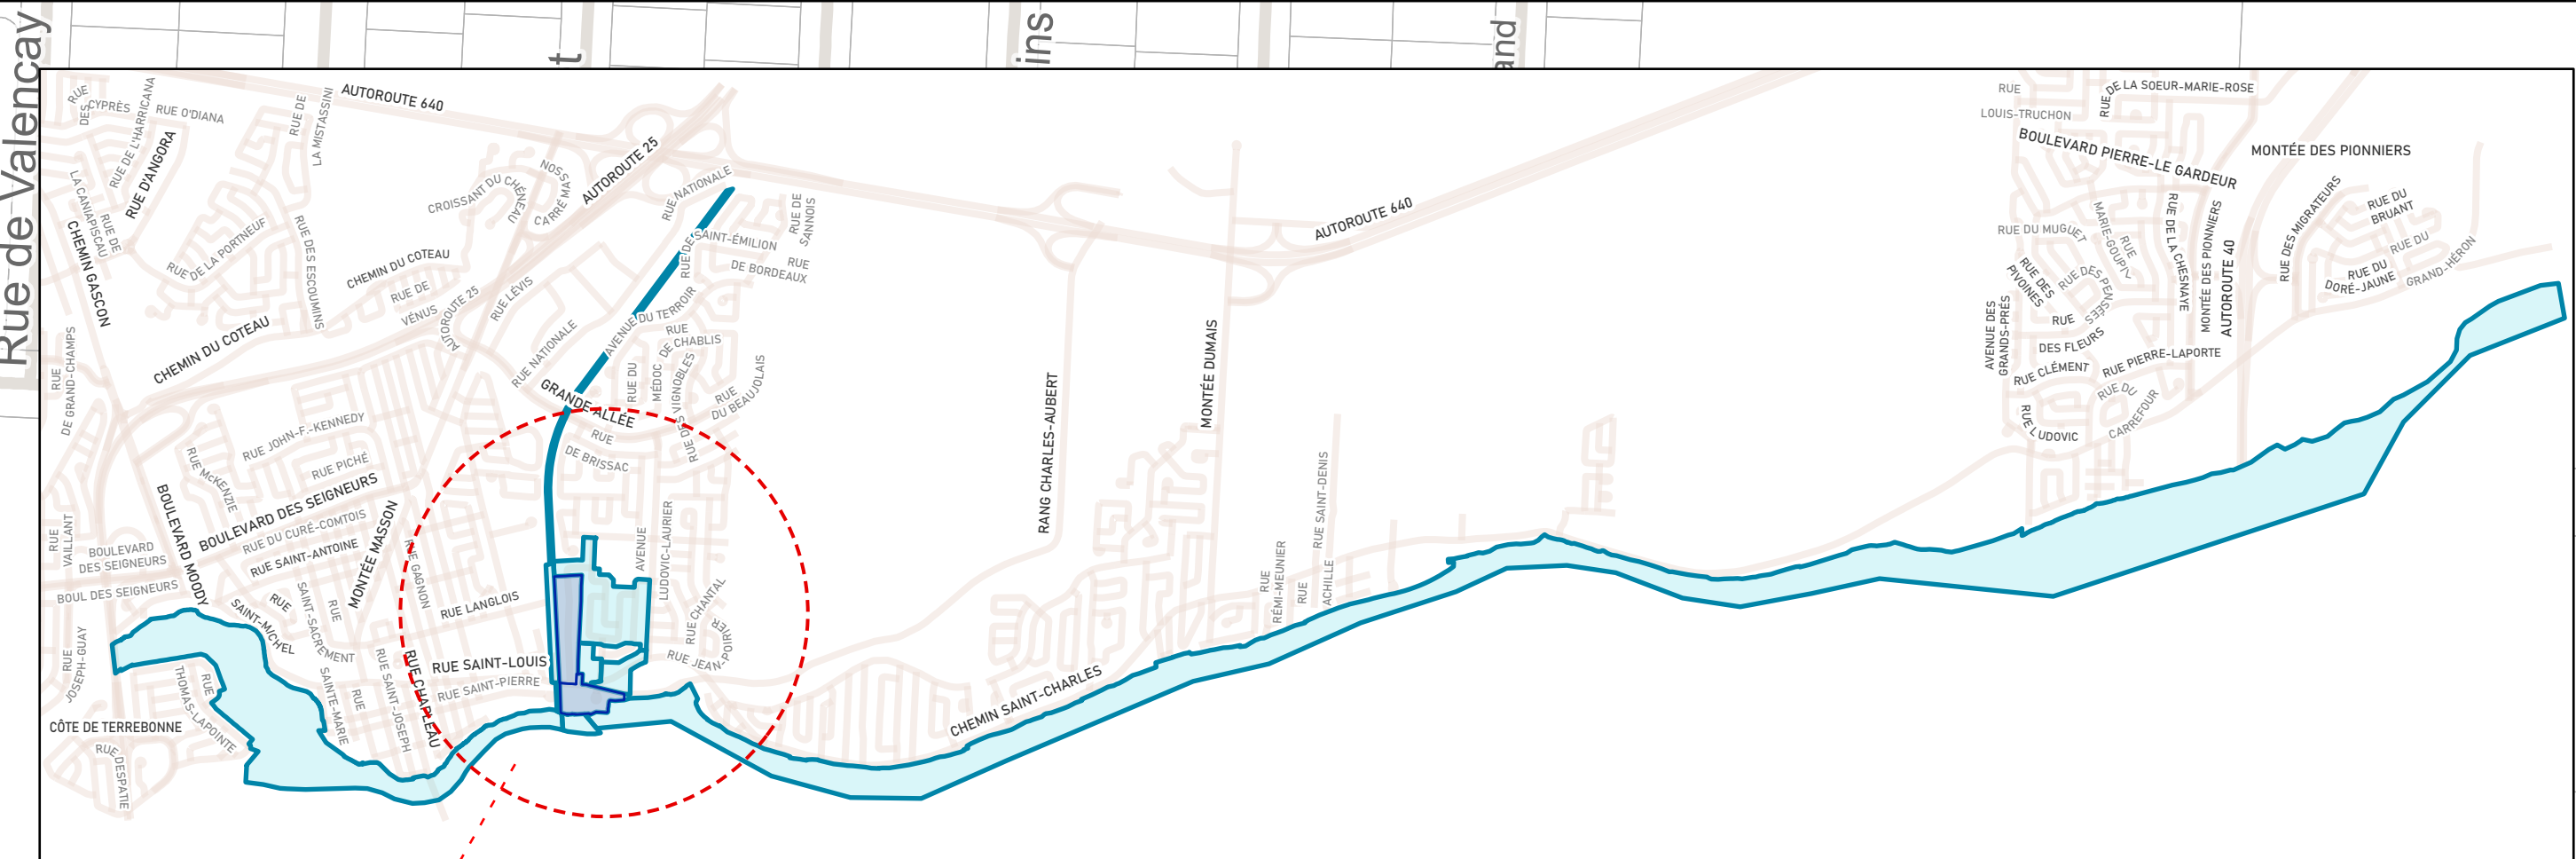 Rue de Valencay
t
ins
and
RUE
DES
CYPRÈS
RUE DE L'HARRICANA
RUE O'DIANA
RUE D'ANGORA
RUE DE
LA MISTASSINI
AUTOROUTE 640
LA CANIAPISCAU
RUE DE
CHEMIN GASCON
RUE DE LA PORTNEUF
RUE DES ESCOUMINS
CROISSANT DU CHÉNEAU
NOSS
CARRÉ MA
AUTOROUTE 25
RUE NATIONALE
CHEMIN DU COTEAU
RUE DE
VÉNUS
AUTOROUTE 25
RUE LÉVIS
RUE NATIONALE
CHEMIN DU COTEAU
RUE DES
SAINT-ÉMILION
RUE DE
SANNOIS
RUE
DE BORDEAUX
AVENUE DU TERROIR
RUE
DE CHABLIS
RUE DU
MÉDOC
RUE DES VIGNOBLES
RUE
DU BEAUJOLAIS
GRANDE ALLÉE
RUE
DE BRISSAC
RUE
DE GRAND-CHAMPS
RUE JOHN-F.-KENNEDY
RUE McKENZIE
RUE PICHÉ
BOULEVARD MOODY
BOULEVARD DES SEIGNEURS
RUE DU CURÉ-COMTOIS
RUE SAINT-ANTOINE
MONTÉE MASSON
RUE GAGNON
RUE
VAILLANT
BOULEVARD
DES SEIGNEURS
BOUL DES SEIGNEURS
RUE
SAINT-MICHEL
RUE
SAINT-SACREMENT
RUE
JOSEPH-GUAY
RUE
THOMAS-LAPOINTE
RUE
SAINTE-MARIE
RUE SAINT-JOSEPH
RUE CHAPLEAU
RUE LANGLOIS
RUE SAINT-LOUIS
RUE SAINT-PIERRE
CÔTE DE TERREBONNE
RUE DESPATIE
AVENUE
LUDOVIC-LAURIER
RUE CHANTAL
RUE JEAN-POIRIER
AUTOROUTE 640
RANG CHARLES-AUBERT
MONTÉE DUMAIS
RUE
RÉMI-MEUNIER
RUE SAINT-DENIS
RUE
ACHILLE
CHEMIN SAINT-CHARLES
RUE
LOUIS-TRUCHON
RUE DE LA SOEUR-MARIE-ROSE
BOULEVARD PIERRE-LE GARDEUR
MONTÉE DES PIONNIERS
RUE DU MUGUET
RUE
MARIE-GOUPIL
RUE DE LA CHESNAYE
MONTÉE DES PIONNIERS
AUTOROUTE 40
RUE DES MIGRATEURS
RUE DU
BRUANT
RUE DU
GRAND-HÉRON
RUE DU
DORÉ-JAUNE
RUE DES
PIVOINES
RUE DES PENSÉES
AVENUE DES
GRANDS-PRÉS
RUE
DES FLEURS
RUE CLÉMENT
RUE PIERRE-LAPORTE
RUE DU
CARREFOUR
RUE LUDOVIC